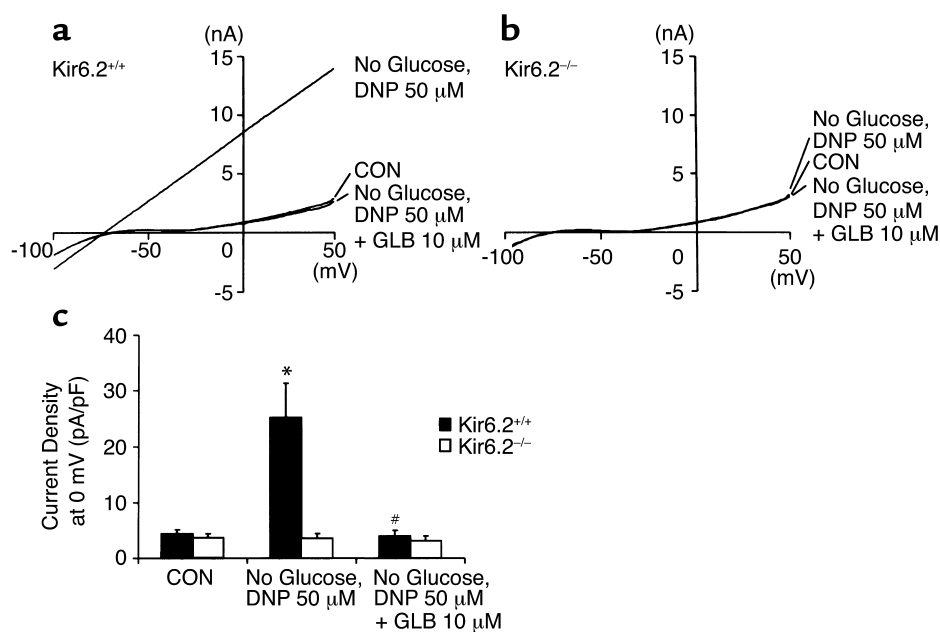 a
(nA)
Kir6.2+/+
15
10
5
-5
-100
-50
0
50
(mV)
No Glucose,
DNP 50 μM
CON
No Glucose,
DNP 50 μM
+ GLB 10 μM
b
(nA)
Kir6.2–/–
15
10
5
-5
-100
-50
0
50
(mV)
No Glucose,
DNP 50 μM
CON
No Glucose,
DNP 50 μM
+ GLB 10 μM
c
Current Density
at 0 mV (pA/pF)
40
30
20
10
0
*
#
Kir6.2+/+
Kir6.2–/–
CON
No Glucose,
DNP 50 μM
No Glucose,
DNP 50 μM
+ GLB 10 μM